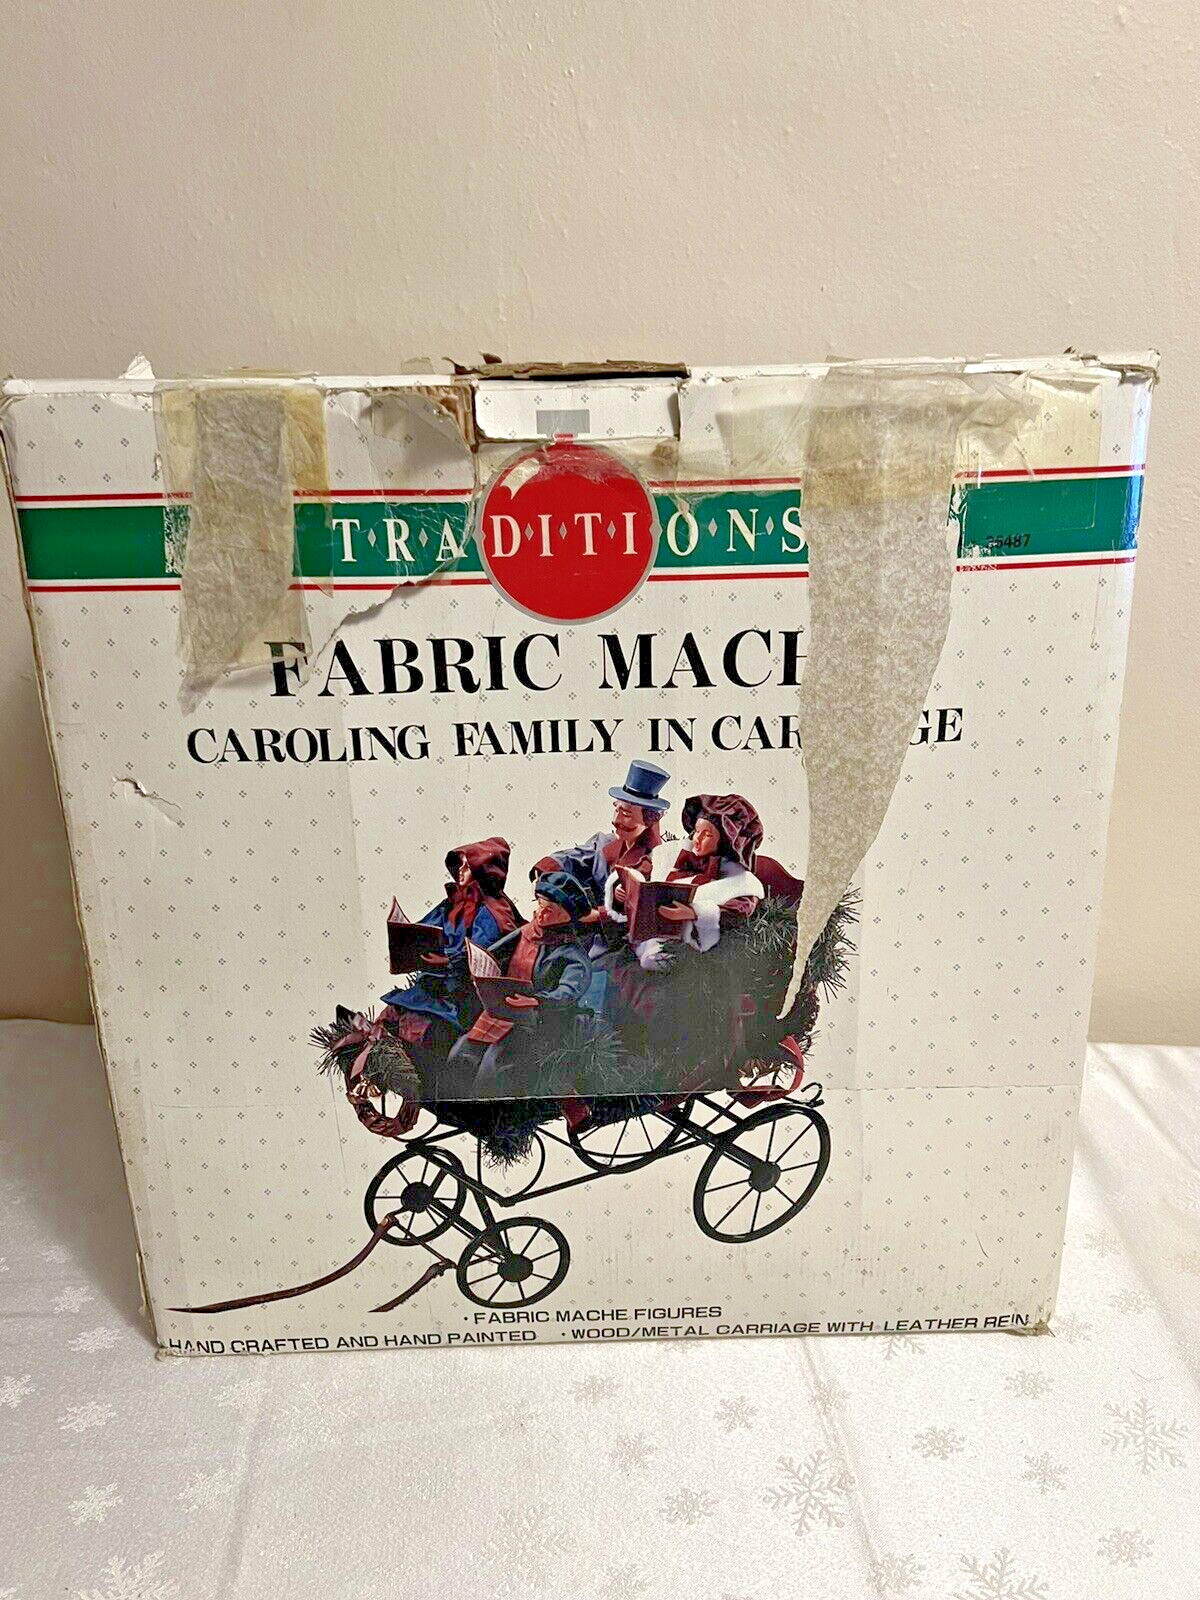 TRADITIONS
35487
FABRIC MACH
CAROLING FAMILY IN CAR GE
· FABRIC MACHE FIGURES
HAND CRAFTED AND HAND PAINTED · WOOD/METAL CARRIAGE WITH LEATHER REIN